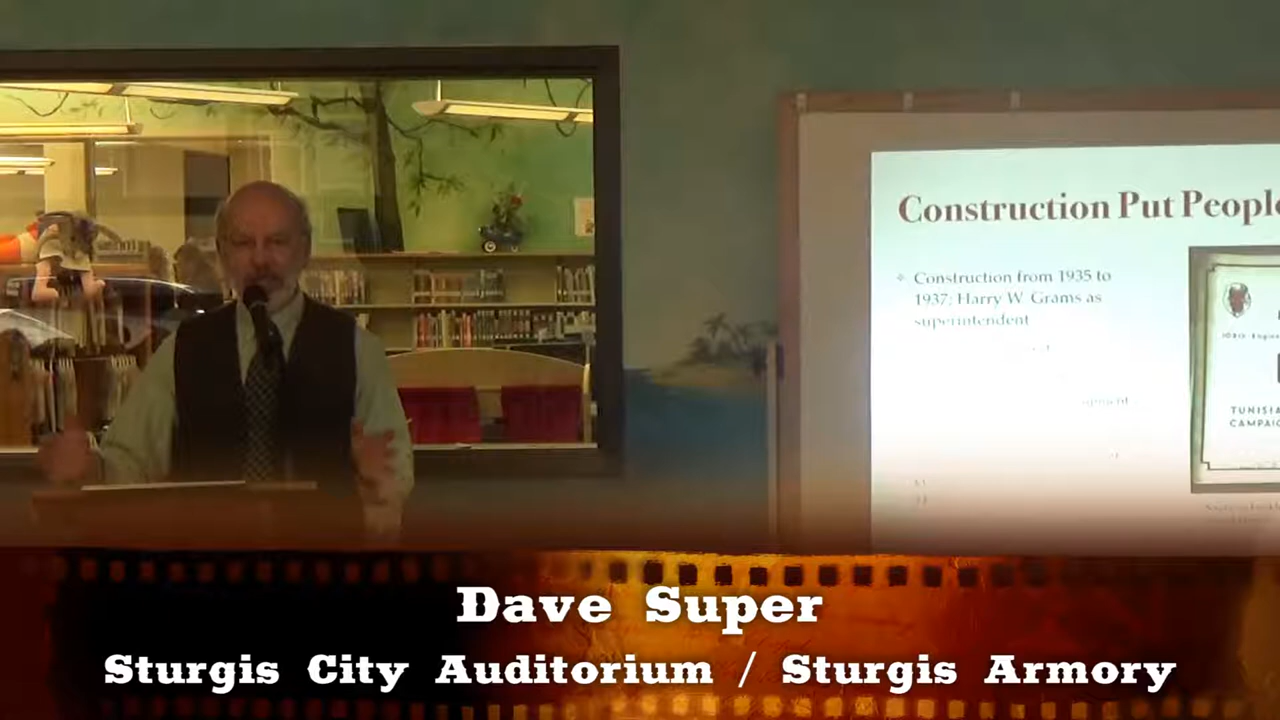 Construction Put People
Construction from 1935 to
1937; Harry W. Grams as
superintendent
TUNISIA
CAMPAIG
Dave Super
Sturgis City Auditorium / Sturgis Armory